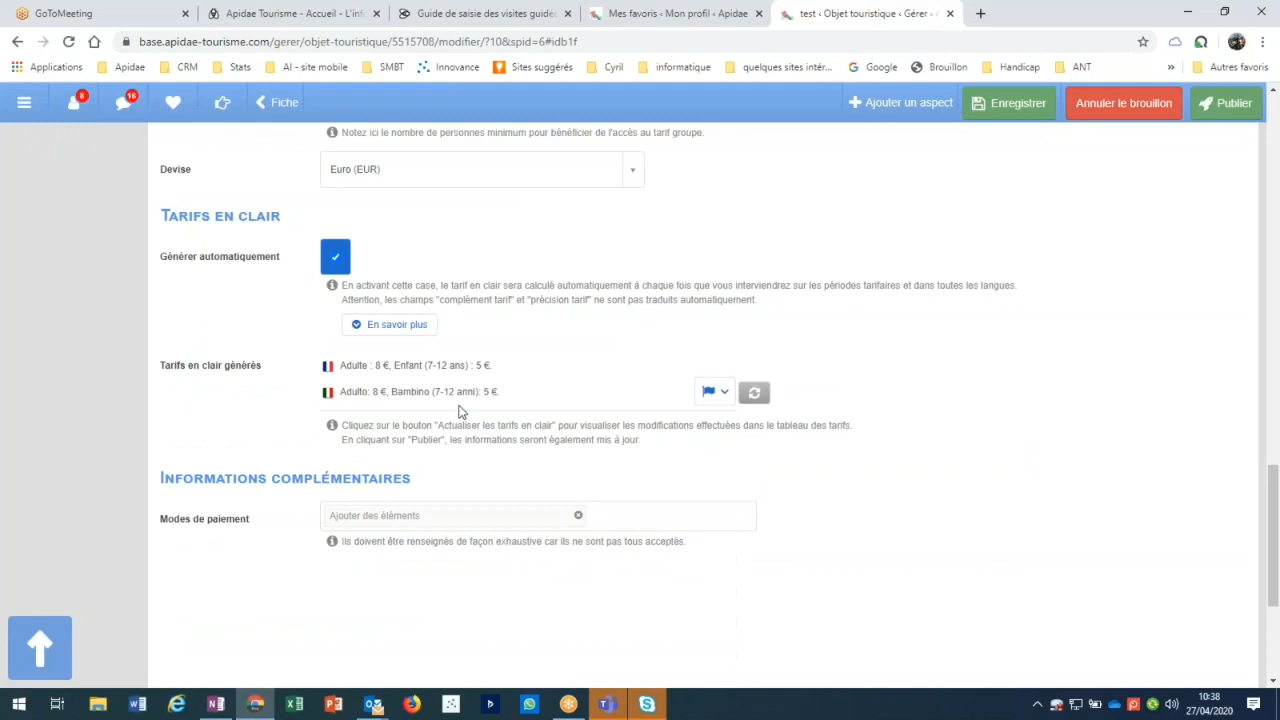 GoToMeeting
Apidae Tourisme - Accueil - L'inf
Guide de saisie des visites guidé
Mes favoris ‹ Mon profil ‹ Apidae
test ‹ Objet touristique ‹ Gérer ‹ A
base.apidae-tourisme.com/gerer/objet-touristique/5515708/modifier/?10&spid=6#idb1f
Applications
Apidae
CRM
Stats
AI - site mobile
SMBT
Innovance
Sites suggérés
Cyril
informatique
quelques sites intér...
Google
Brouillon
Handicap
ANT
»
Autres favoris
8
16
Fiche
Ajouter un aspect
Enregistrer
Annuler le brouillon
Publier
Notez ici le nombre de personnes minimum pour bénéficier de l'accès au tarif groupe.
Devise
Euro (EUR)
TARIFS EN CLAIR
Générer automatiquement
En activant cette case, le tarif en clair sera calculé automatiquement à chaque fois que vous interviendrez sur les périodes tarifaires et dans toutes les langues.
Attention, les champs "complément tarif" et "précision tarif" ne sont pas traduits automatiquement.
En savoir plus
Tarifs en clair générés
Adulte : 8 €, Enfant (7-12 ans) : 5 €.
Adulto: 8 €, Bambino (7-12 anni): 5 €.
Cliquez sur le bouton "Actualiser les tarifs en clair" pour visualiser les modifications effectuées dans le tableau des tarifs.
En cliquant sur "Publier", les informations seront également mis à jour.
INFORMATIONS COMPLÉMENTAIRES
Modes de paiement
Ajouter des éléments
Ils doivent être renseignés de façon exhaustive car ils ne sont pas tous acceptés.
10:38
27/04/2020